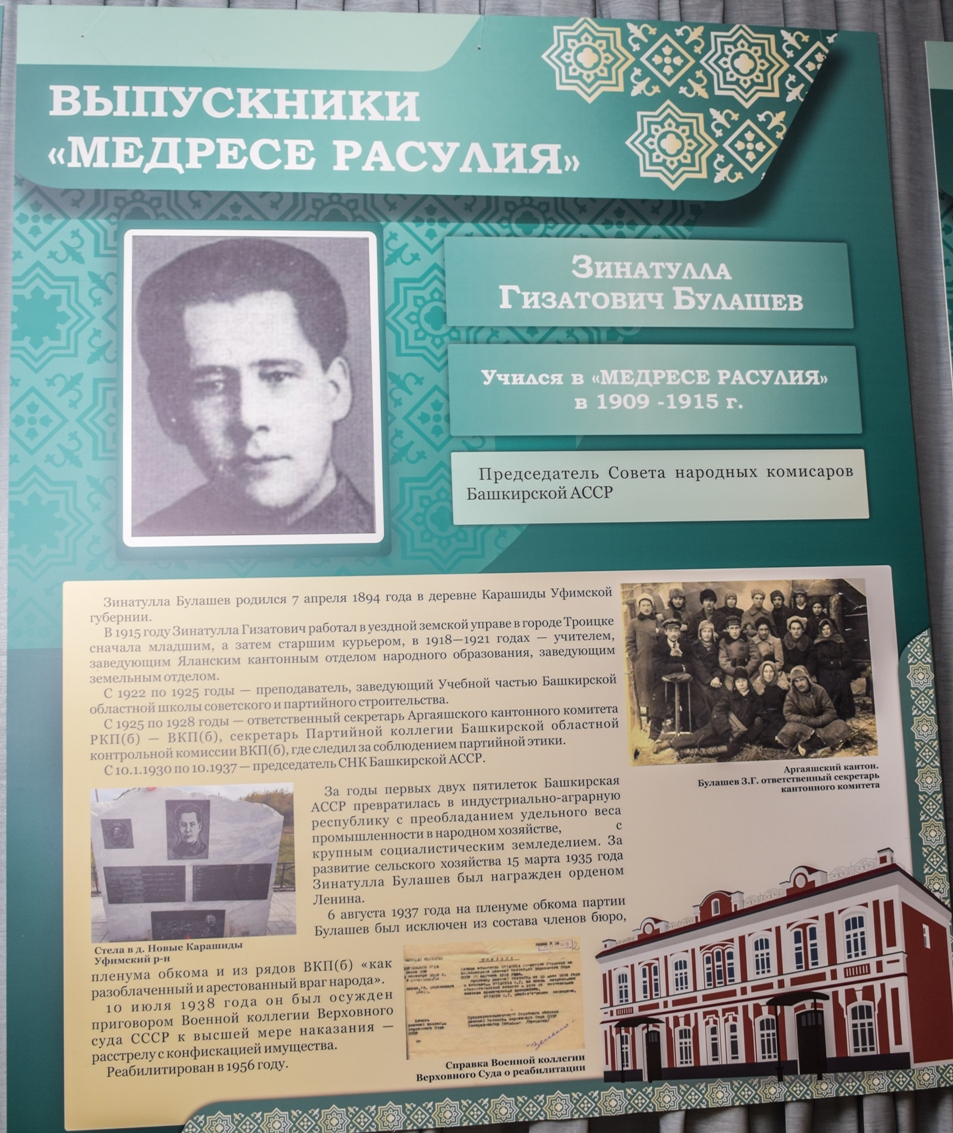 ВЫПУСКНИКИ
«МЕДРЕСЕ РАСУЛИЯ»
Зинатулла
Гизатович Булашев
Учился в «МЕДРЕСЕ РАСУЛИЯ»
в 1909 -1915 г.
Председатель Совета народных комисаров
Башкирской АССР
Зинатулла Булашев родился 7 апреля 1894 года в деревне Карашиды Уфимской
губернии.
В 1915 году Зинатулла Гизатович работал в уездной земской управе в городе Троицке
сначала младшим, а затем старшим курьером, в 1918—1921 годах — учителем,
заведующим Яланским кантонным отделом народного образования, заведующим
земельным отделом.
С 1922 по 1925 годы — преподаватель, заведующий Учебной частью Башкирской
областной школы советского и партийного строительства.
С 1925 по 1928 годы — ответственный секретарь Аргаяшского кантонного комитета
РКП(б) — ВКП(б), секретарь Партийной коллегии Башкирской областной
контрольной комиссии ВКП(б), где следил за соблюдением партийной этики.
С 10.1.1930 по 10.1937 — председатель СНК Башкирской АССР.
Аргаяшский кантон.
Булашев З.Г. ответственный секретарь
кантонного комитета
За годы первых двух пятилеток Башкирская
АССР превратилась в индустриально-аграрную
республику с преобладанием удельного веса
промышленности в народном хозяйстве, с
крупным социалистическим земледелием. За
развитие сельского хозяйства 15 марта 1935 года
Зинатулла Булашев был награжден орденом
Ленина.
6 августа 1937 года на пленуме обкома партии
Булашев был исключен из состава членов бюро,
Стела в д. Новые Карашиды
Уфимский р-н
пленума обкома и из рядов ВКП(б) «как
разоблаченный и арестованный враг народа».
10 июля 1938 года он был осужден
приговором Военной коллегии Верховного
суда СССР к высшей мере наказания —
расстрелу с конфискацией имущества.
Реабилитирован в 1956 году.
Справка Военной коллегии
Верховного Суда о реабилитации